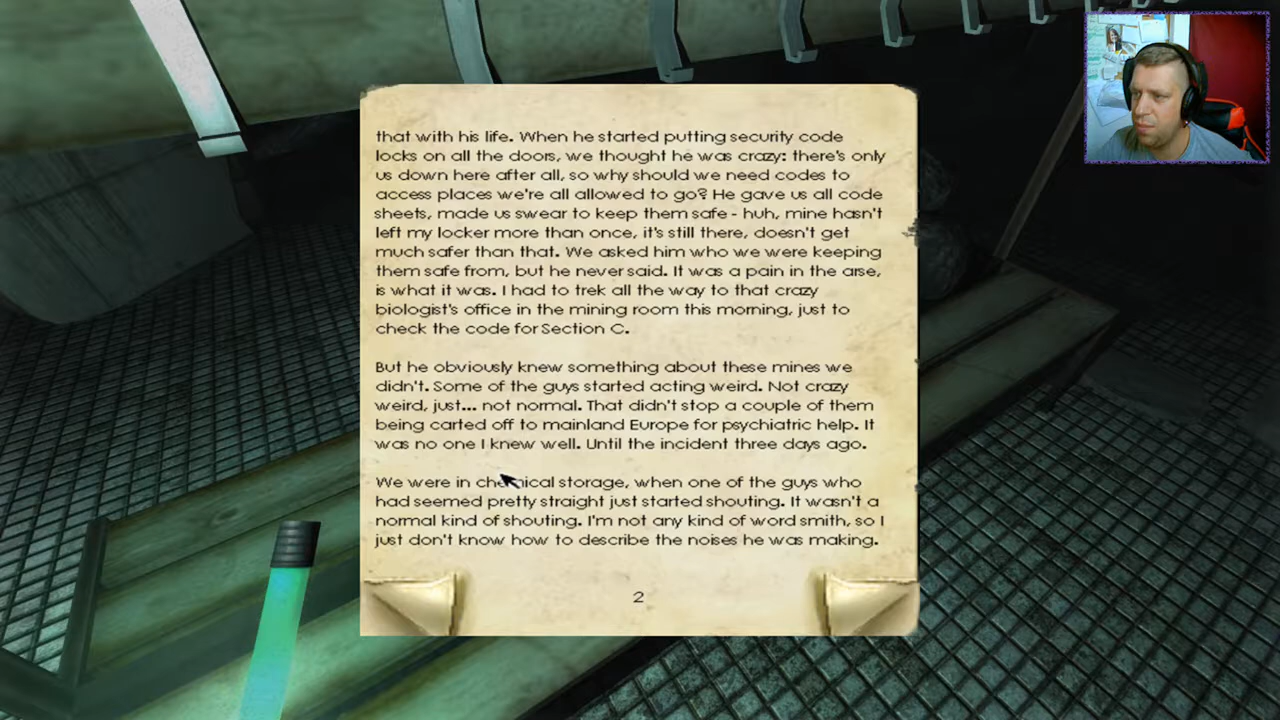 that with his life. When he started putting security code
locks on all the doors, we thought he was crazy: there's only
us down here after all, so why should we need codes to
access places we're all allowed to go? He gave us all code
sheets, made us swear to keep them safe - huh, mine hasn't
left my locker more than once, it's still there, doesn't get
much safer than that. We asked him who we were keeping
them safe from, but he never said. It was a pain in the arse,
is what it was. I had to trek all the way to that crazy
biologist's office in the mining room this morning, just to
check the code for Section C.
But he obviously knew something about these mines we
didn't. Some of the guys started acting weird. Not crazy
weird, just... not normal. That didn't stop a couple of them
being carted off to mainland Europe for psychiatric help. It
was no one I knew well. Until the incident three days ago.
We were in chemical storage, when one of the guys who
had seemed pretty straight just started shouting. It wasn't a
normal kind of shouting. I'm not any kind of word smith, so I
just don't know how to describe the noises he was making.
2